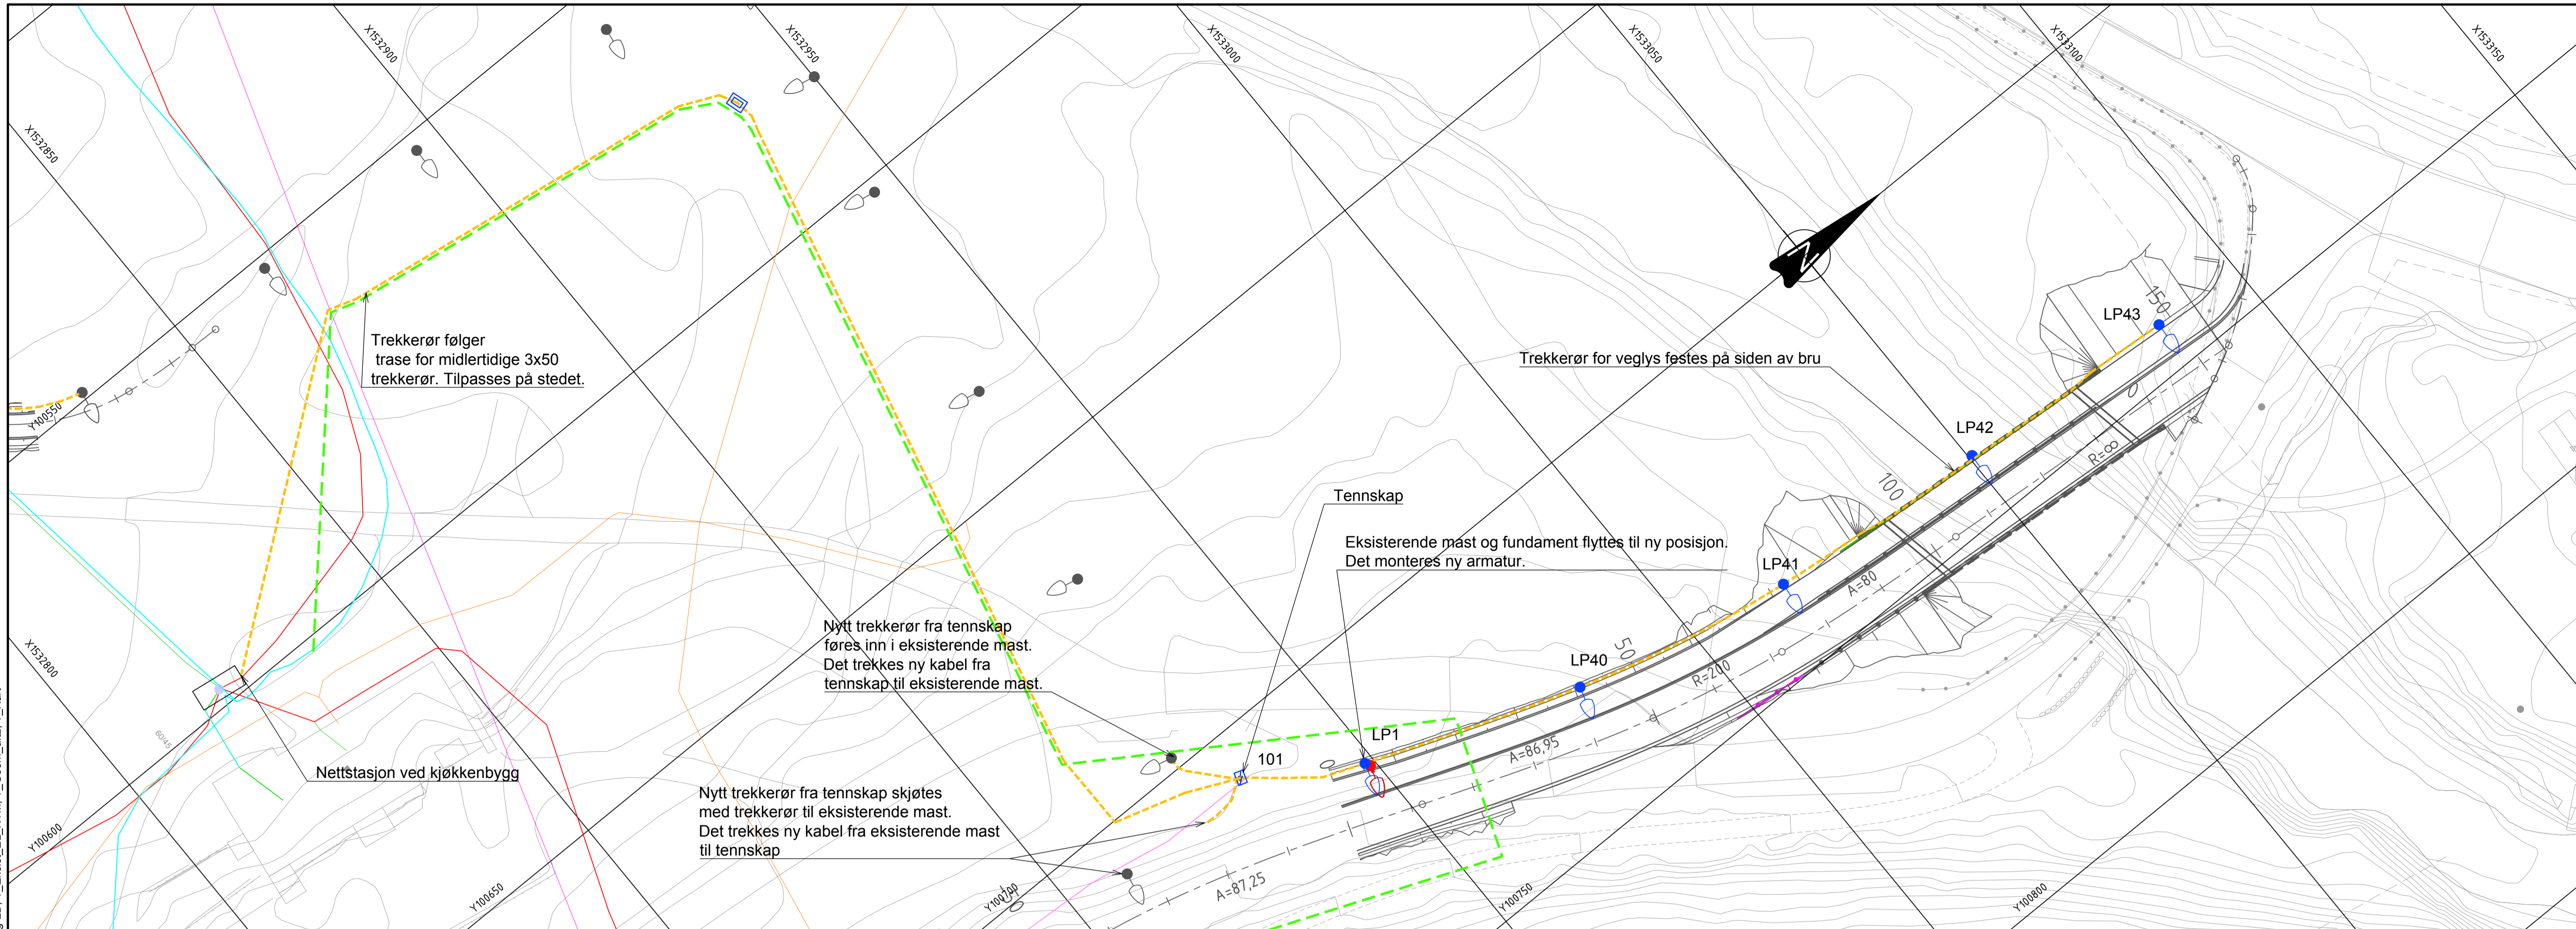 X1532900
X1532950
X1533000
X1533050
X1533100
X1533150
X1532850
Z
150
LP43
Trekkerør følger
trase for midlertidige 3x50
trekkerør. Tilpasses på stedet.
Trekkerør for veglys festes på siden av bru
0
Y100550
LP42
R=∞
100
Tennskap
Eksisterende mast og fundament flyttes til ny posisjon.
Det monteres ny armatur.
LP41
A=80
Nytt trekkerør fra tennskap
føres inn i eksisterende mast.
Det trekkes ny kabel fra
tennskap til eksisterende mast.
50
LP40
R=200
X1532800
60/45
LP1
101
0
A=86,95
Nettstasjon ved kjøkkenbygg
Nytt trekkerør fra tennskap skjøtes
med trekkerør til eksisterende mast.
Det trekkes ny kabel fra eksisterende mast
til tennskap
Y100600
Y100650
Y100700
A=87,25
Y100750
Y100800